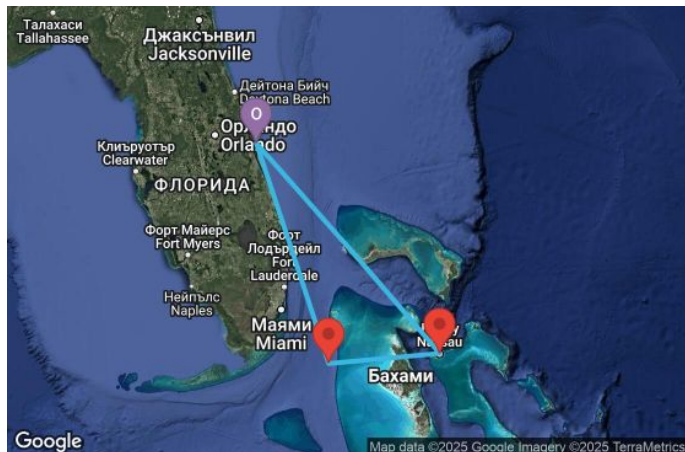 Талахаси
Tallahassee
Джаксънвил
Jacksonville
Дейтона Бийч
Daytona Beach
О
Орландо
Orlando
Клиъруотър
Clearwater
ФЛОРИДА
Форт Майерс
Fort Myers
Форт
Лодърдейл
Fort
Lauderdale
Нейпълс
Naples
Маями
Miami
Nassau
Бахами
Google
Map data ©2025 Google Imagery ©2025 TerraMetrics